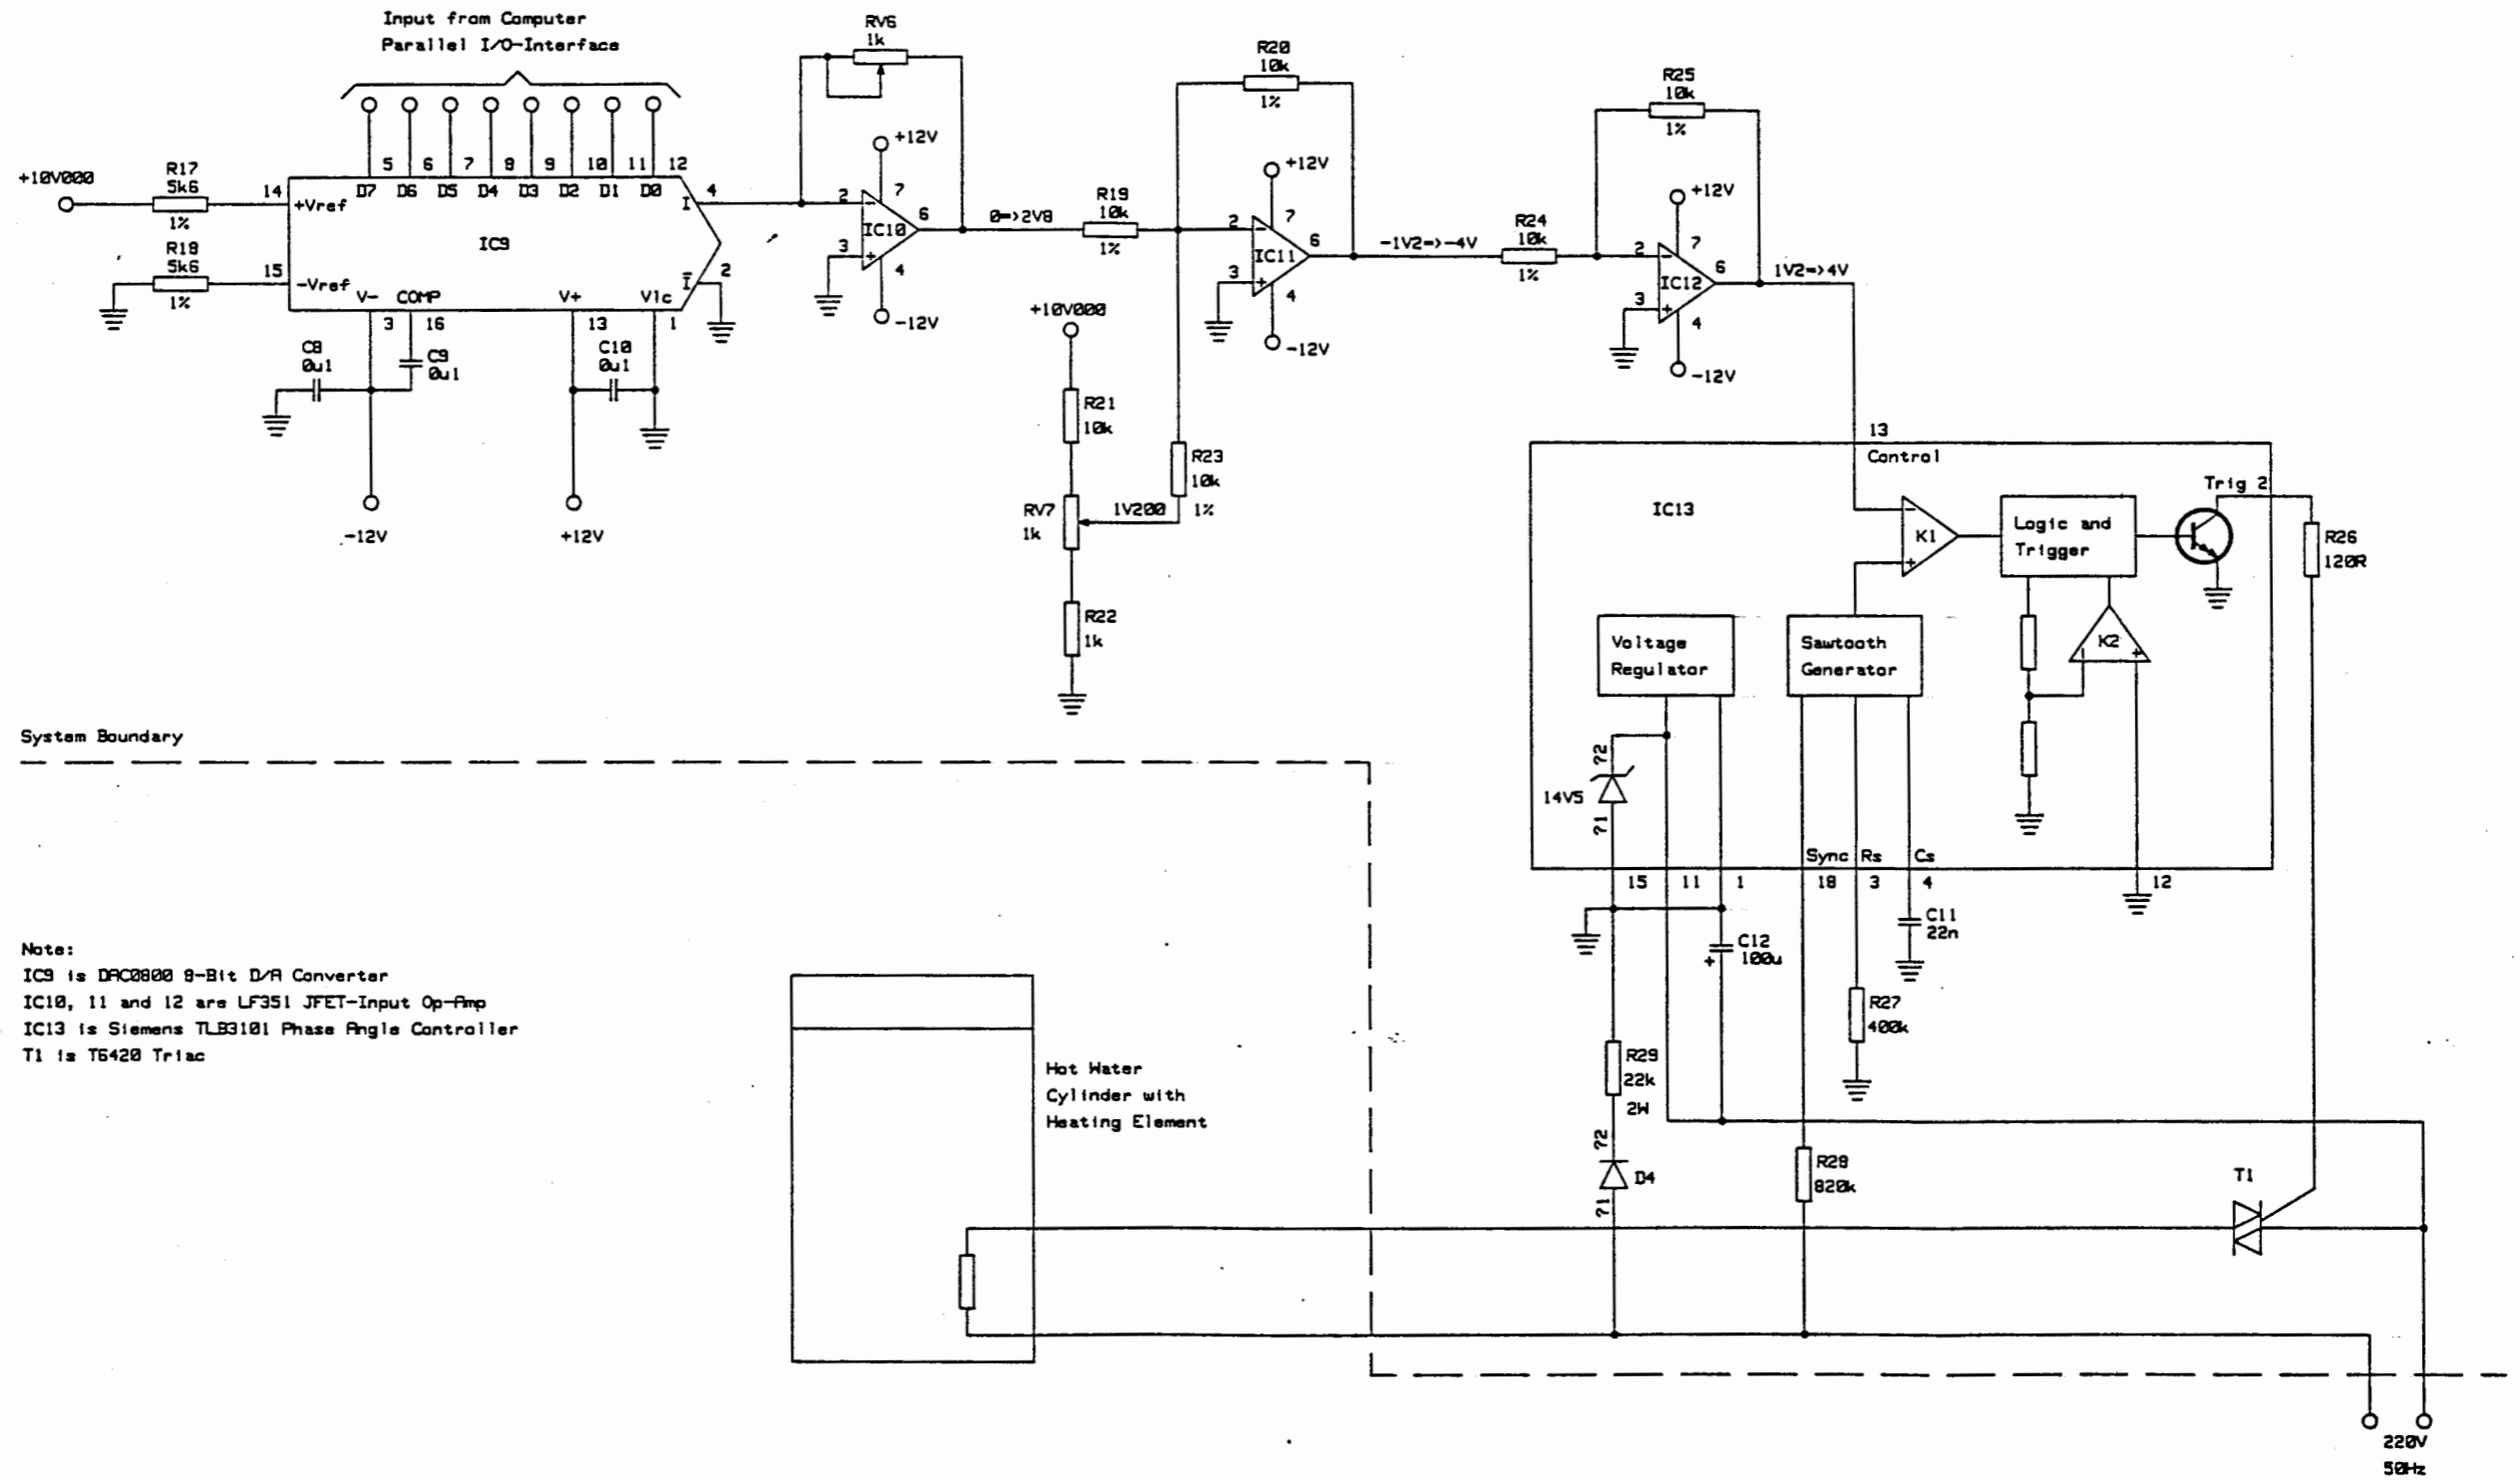 Input from Computer
Parallel I/O-Interface
RV6
1k
R20
10k
1%
R25
10k
1%
+10V000
R17
5k6
1%
R18
5k6
1%
14
15
5 6 7 8 9 10 11 12
D7 D6 D5 D4 D3 D2 D1 D0
+Vref
-Vref
IC9
I
4
I
2
V- COMP V+ Vlc
3 16 13 1
C8
0u1
C9
0u1
C10
0u1
-12V
+12V
+12V
2
7
IC10
6
3
4
-12V
0=>2V8
R19
10k
1%
+12V
2
7
IC11
6
3
4
-12V
-1V2=>-4V
R24
10k
1%
+12V
2
7
IC12
6
3
4
-12V
1V2=>4V
+10V000
R21
10k
RV7
1k
1V200
R23
10k
1%
R22
1k
13
Control
IC13
K1
Logic and
Trigger
Trig 2
R26
120R
K2
Voltage
Regulator
Sawtooth
Generator
?2
14V5
?1
Sync Rs Cs
15 11 1 18 3 4 12
C12
100u
+
C11
22n
R27
400k
R29
22k
2W
?2
D4
?1
R28
820k
T1
System Boundary
Note:
IC9 is DAC0800 8-Bit D/A Converter
IC10, 11 and 12 are LF351 JFET-Input Op-Amp
IC13 is Siemens TLB3101 Phase Angle Controller
T1 is T6420 Triac
Hot Water
Cylinder with
Heating Element
220V
50Hz